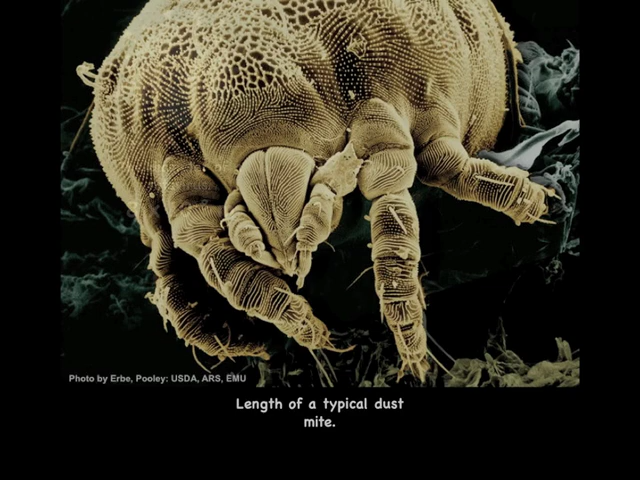 Photo by Erbe, Pooley: USDA, ARS, EMU
Length of a typical dust
mite.